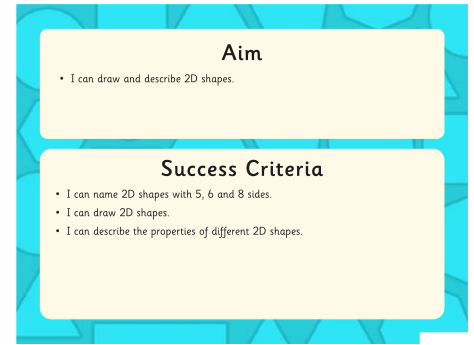 Aim
• I can draw and describe 2D shapes.
Success Criteria
• I can name 2D shapes with 5, 6 and 8 sides.
• I can draw 2D shapes.
• I can describe the properties of different 2D shapes.